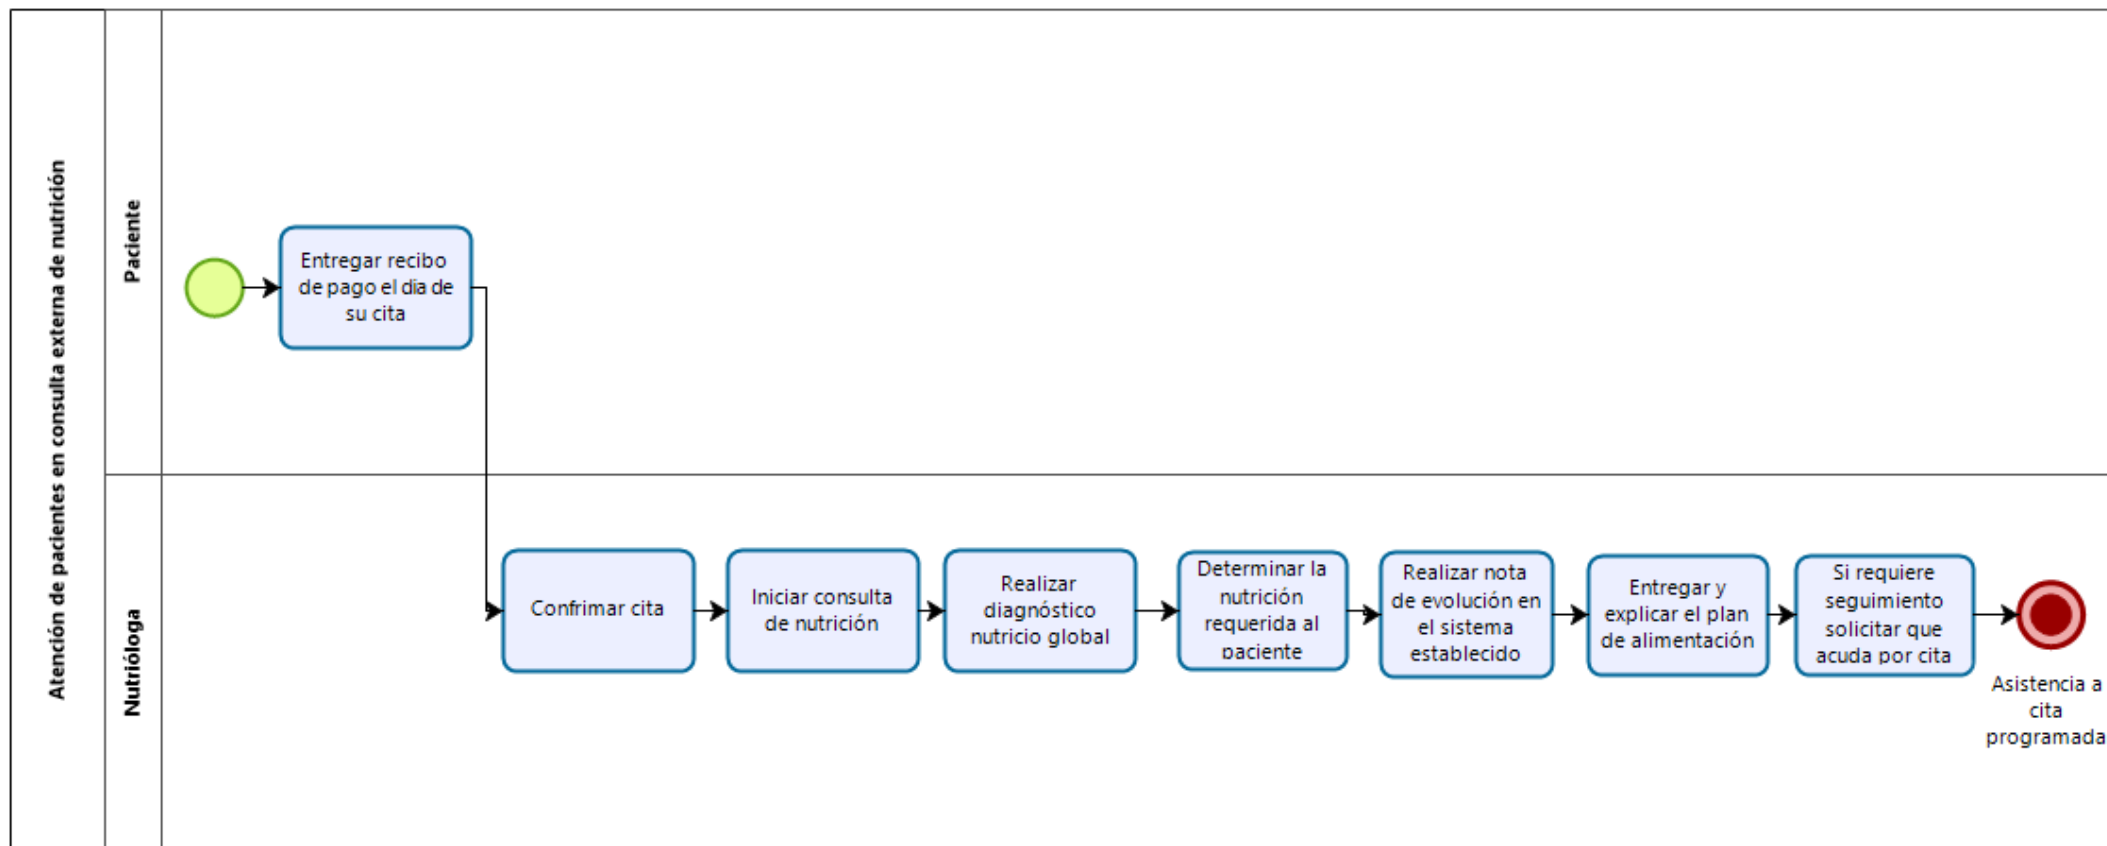 Atención de pacientes en consulta externa de nutrición
Paciente
Entregar recibo
de pago el dia de
su cita
Nutrióloga
Confrimar cita
Iniciar consulta
de nutrición
Realizar
diagnóstico
nutricio global
Determinar la
nutrición
requerida al
paciente
Realizar nota
de evolución en
el sistema
establecido
Entregar y
explicar el plan
de alimentación
Si requiere
seguimiento
solicitar que
acuda por cita
Asistencia a
cita
programada